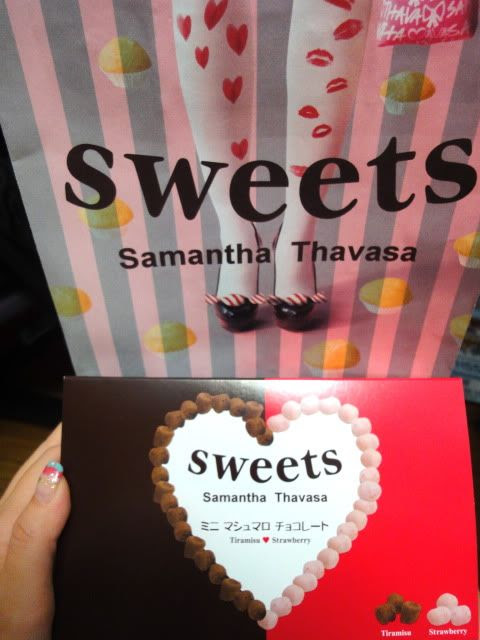 THAVASA
sweets
Samantha Thavasa
sweets
Samantha Thavasa
ミニ マシュマロ チョコレート
Tiramisu ♥ Strawberry
Tiramisu
Strawberry